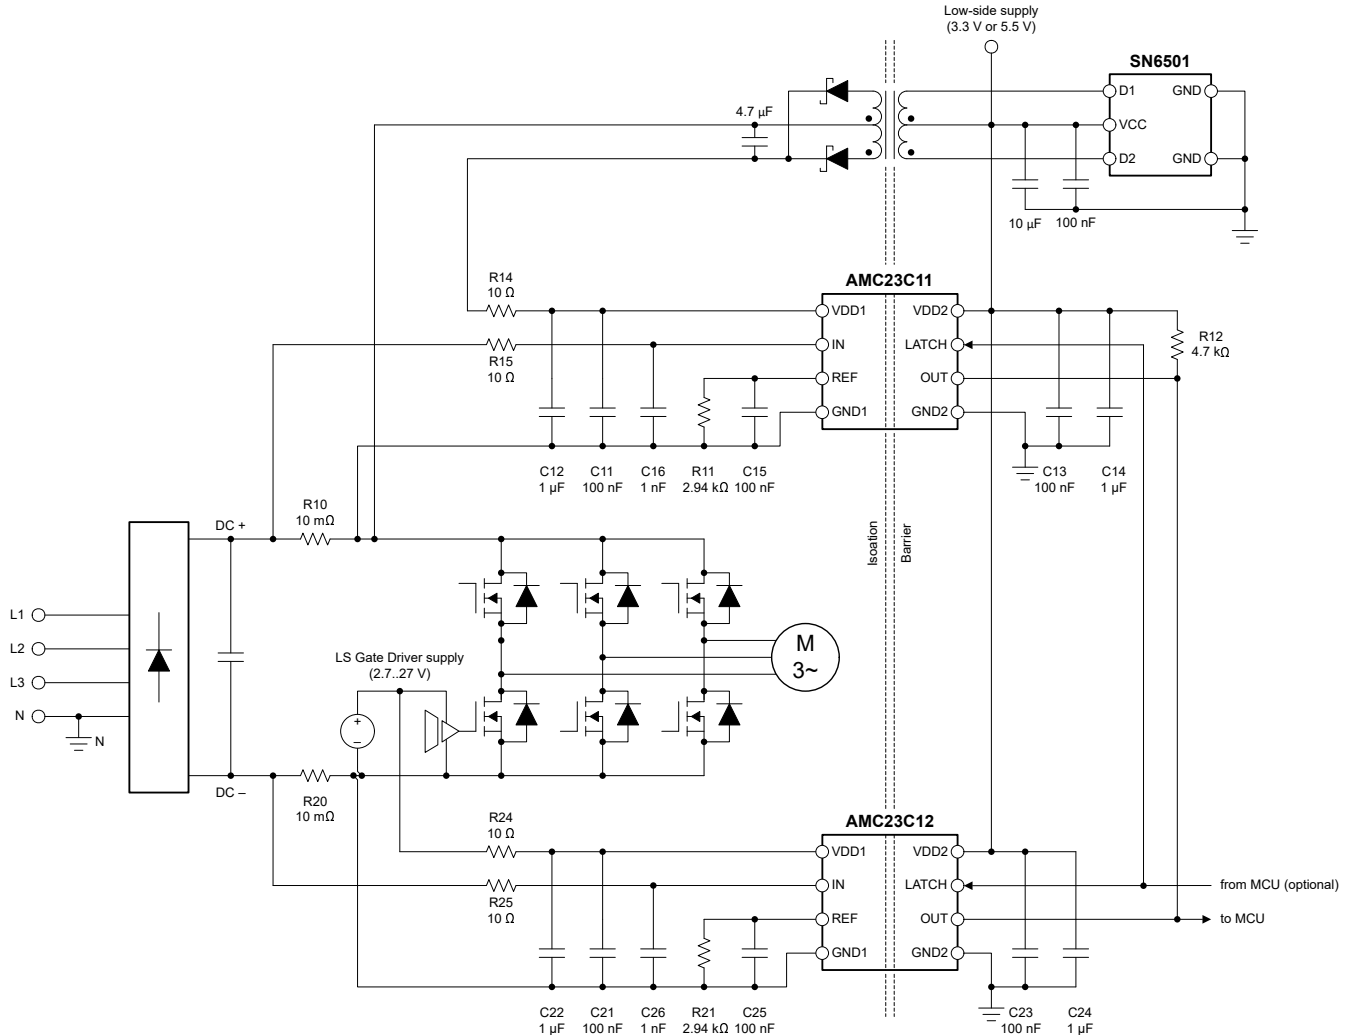 Low-side supply
(3.3 V or 5.5 V)
SN6501
D1
GND
VCC
D2
GND
4.7 µF
10 µF
100 nF
AMC23C11
R14
10 Ω
VDD1
VDD2
IN
LATCH
R15
10 Ω
R12
4.7 kΩ
REF
OUT
GND1
GND2
C12
1 µF
C11
100 nF
C16
1 nF
R11
2.94 kΩ
C15
100 nF
C13
100 nF
C14
1 µF
R10
10 mΩ
DC +
Isoation
Barrier
L1
L2
L3
N
N
LS Gate Driver supply
(2.7..27 V)
+
–
M
3~
DC –
R20
10 mΩ
AMC23C12
R24
10 Ω
VDD1
VDD2
IN
LATCH
from MCU (optional)
R25
10 Ω
REF
OUT
to MCU
GND1
GND2
C22
1 µF
C21
100 nF
C26
1 nF
R21
2.94 kΩ
C25
100 nF
C23
100 nF
C24
1 µF